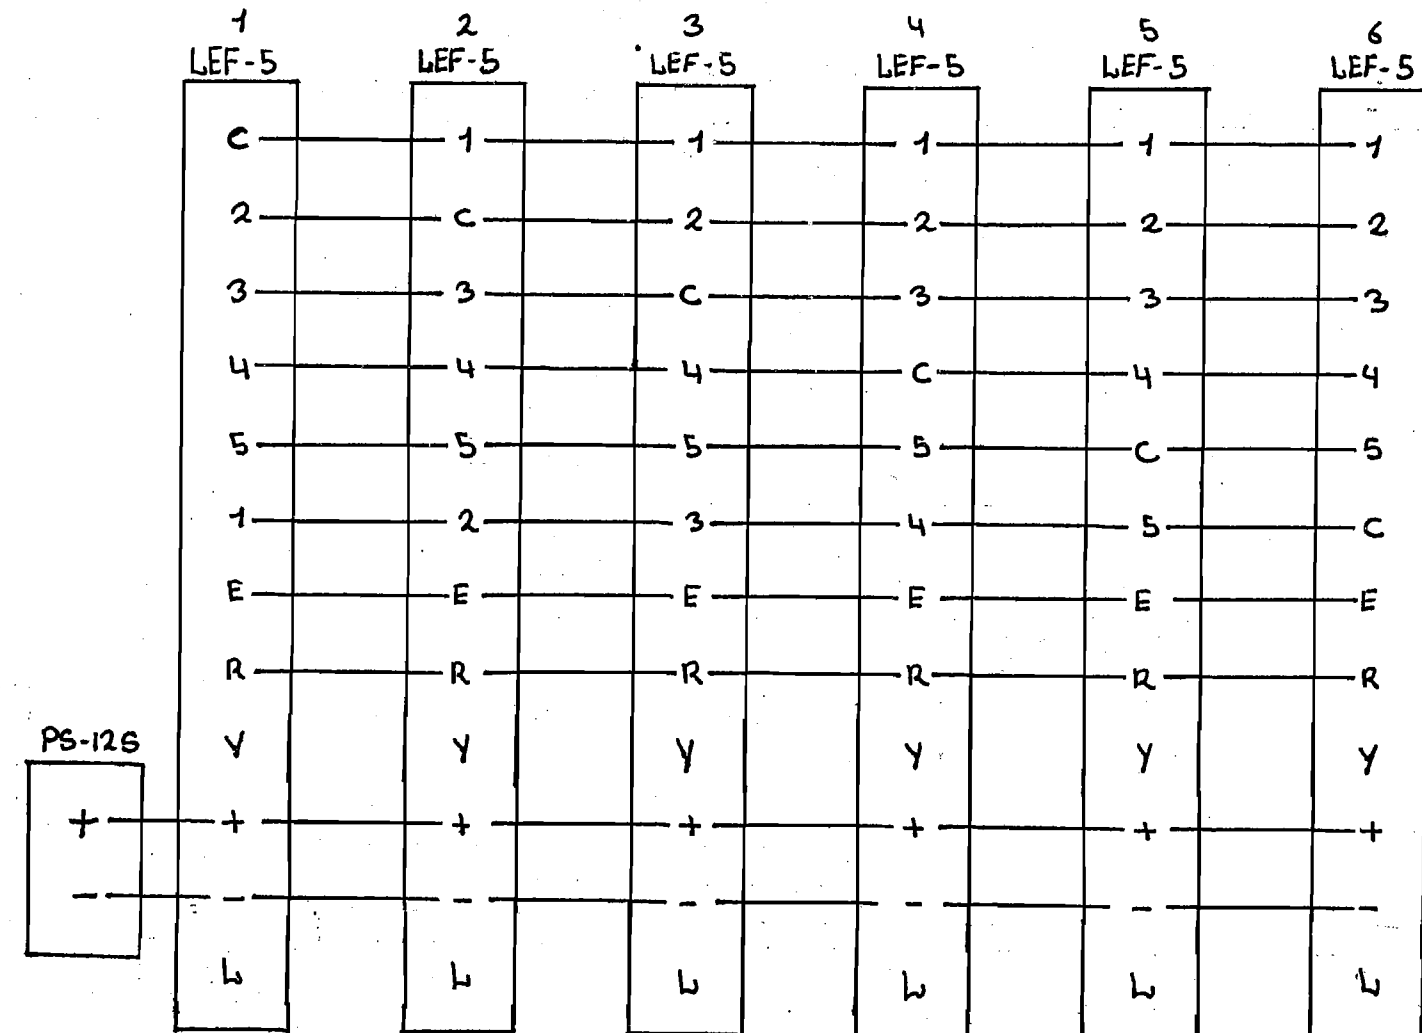 1 2 3 4 5 6
LEF-5 LEF-5 LEF-5 LEF-5 LEF-5 LEF-5
C 1 1 1 1 1
2 C 2 2 2 2
3 3 C 3 3 3
4 4 4 C 4 4
5 5 5 5 C 5
1 2 3 4 5 C
E E E E E E
R R R R R R
PS-12S
Y Y Y Y Y Y
+ + + + + + +
- - - - - - -
L L L L L L